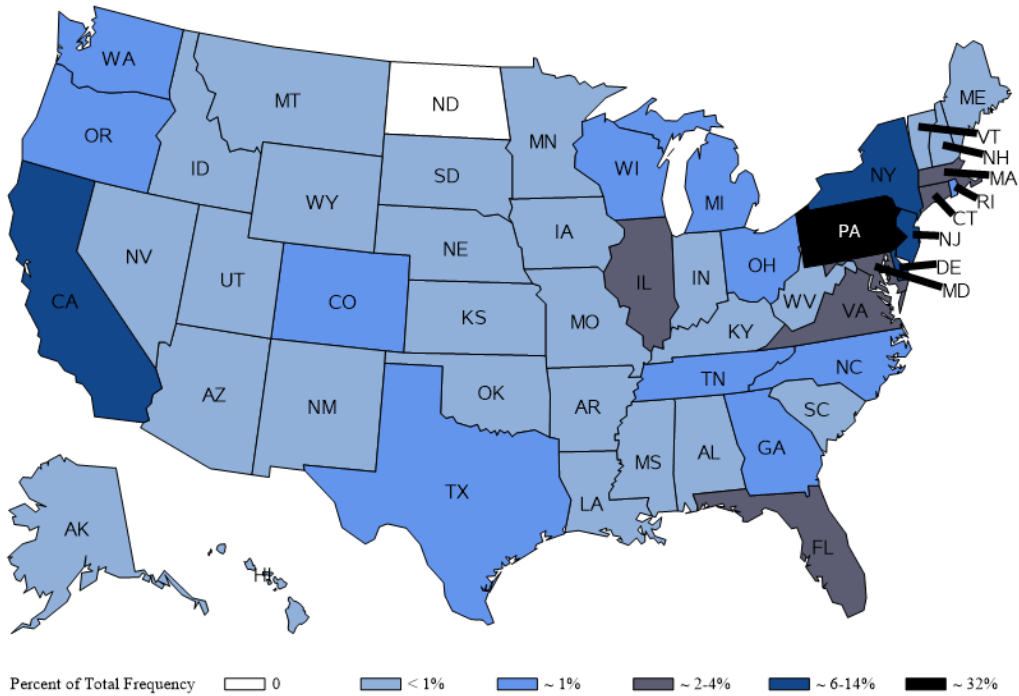 WA
MT
ND
MN
ME
OR
VT
NH
ID
SD
WI
NY
MA
MI
RI
WY
CT
PA
NJ
IA
NE
NV
OH
DE
IN
UT
IL
MD
CA
CO
WV
VA
KS
MO
KY
NC
TN
AZ
OK
NM
AR
SC
GA
AL
MS
TX
LA
AK
FL
HI
Percent of Total Frequency 0 < 1% ~ 1% ~ 2-4% ~ 6-14% ~ 32%